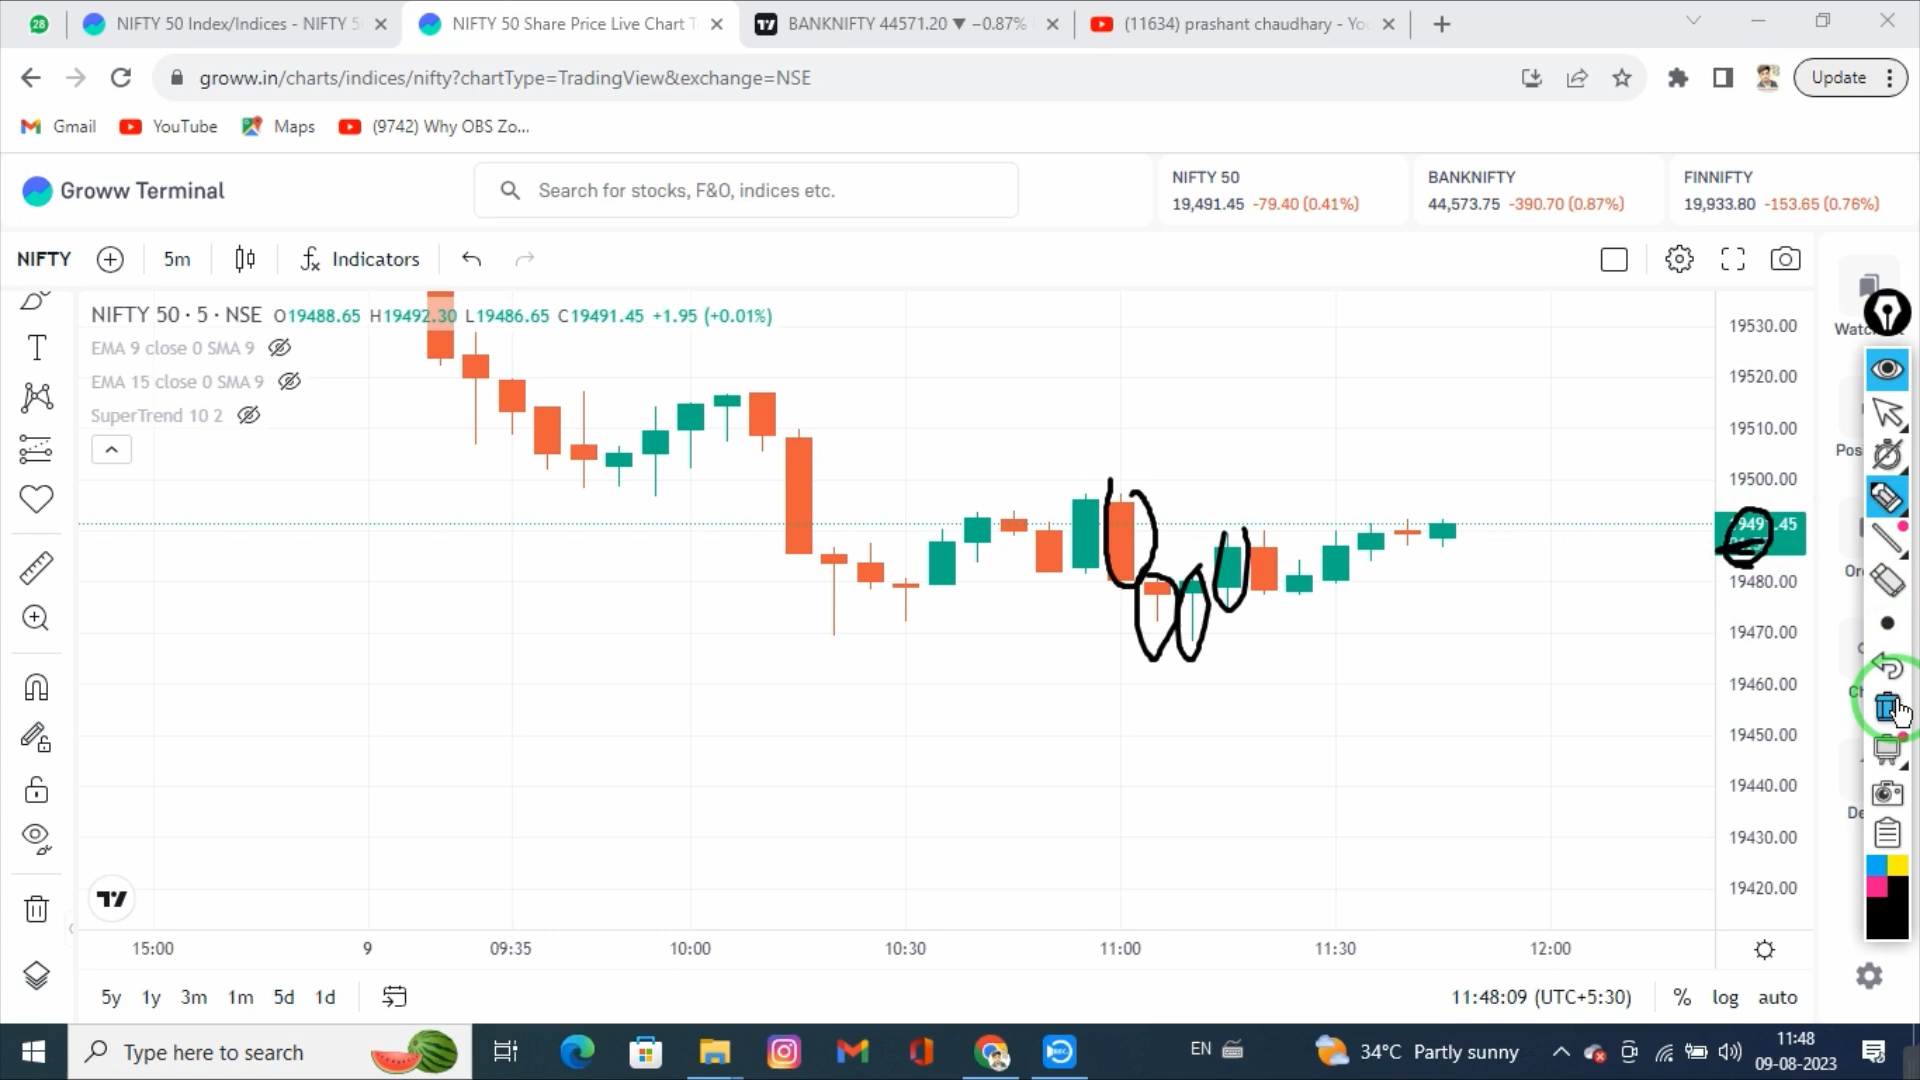 28
NIFTY 50 Index/Indices - NIFTY 5
NIFTY 50 Share Price Live Chart T
BANKNIFTY 44571.20 ▼ −0.87%
(11634) prashant chaudhary - Yo
groww.in/charts/indices/nifty?chartType=TradingView&exchange=NSE
Update
Gmail
YouTube
Maps
(9742) Why OBS Zo...
Groww Terminal
Search for stocks, F&O, indices etc.
NIFTY 50
19,491.45 -79.40 (0.41%)
BANKNIFTY
44,573.75 -390.70 (0.87%)
FINNIFTY
19,933.80 -153.65 (0.76%)
NIFTY
5m
Indicators
NIFTY 50 · 5 · NSE O19488.65 H19492.30 L19486.65 C19491.45 +1.95 (+0.01%)
EMA 9 close 0 SMA 9
EMA 15 close 0 SMA 9
SuperTrend 10 2
19530.00
19520.00
19510.00
19500.00
19480.00
19470.00
19460.00
19450.00
19440.00
19430.00
19420.00
15:00 9 09:35 10:00 10:30 11:00 11:30 12:00
5y 1y 3m 1m 5d 1d
11:48:09 (UTC+5:30) % log auto
Type here to search
EN
34°C Partly sunny
11:48
09-08-2023